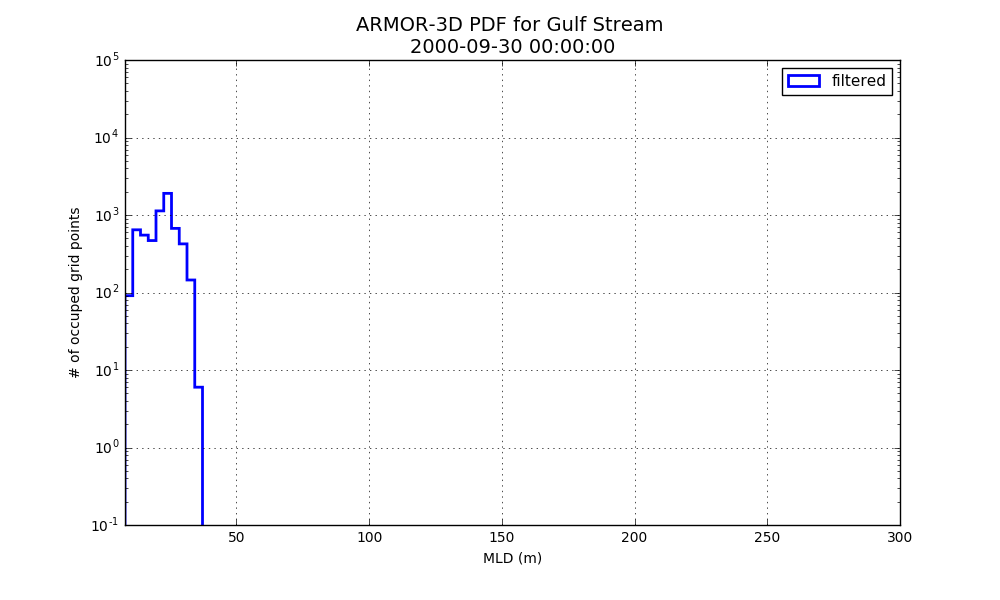 ARMOR-3D PDF for Gulf Stream
2000-09-30 00:00:00
filtered
10^5
10^4
10^3
10^2
10^1
10^0
10^-1
# of occuped grid points
50 100 150 200 250 300
MLD (m)